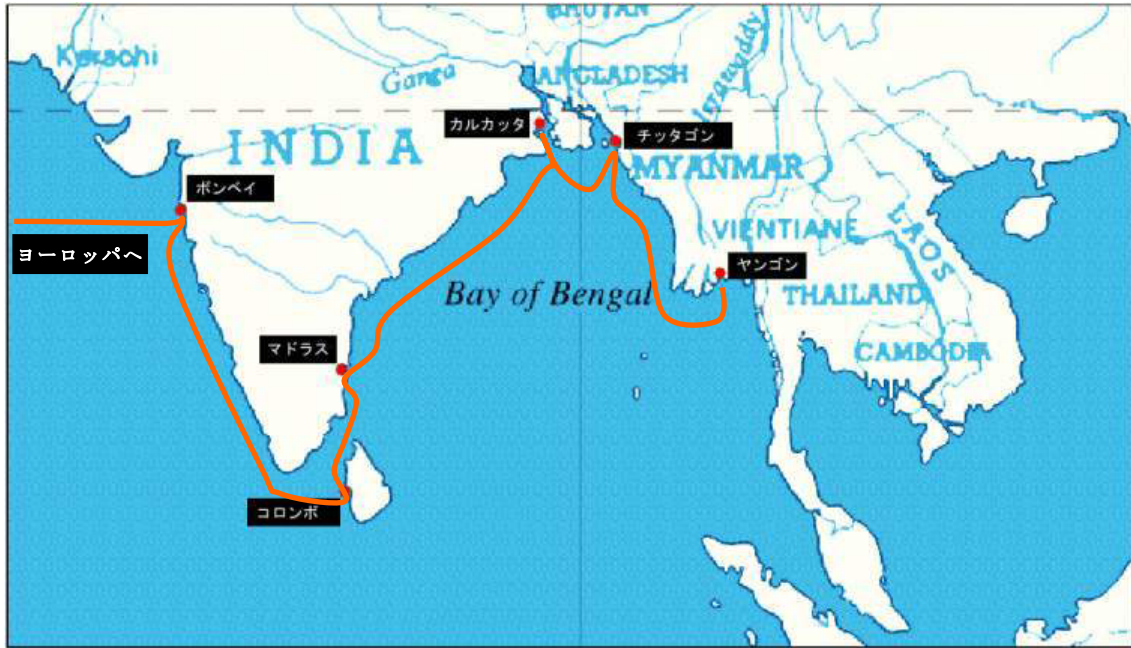 BHUTAN
Karachi
Ganga
ANGLADESH
Irrawaddy
カルカッタ
チッタゴン
INDIA
MYANMAR
ボンベイ
LAOS
VIENTIANE
ヨーロッパへ
ヤンゴン
Bay of Bengal
THAILAND
マドラス
CAMBODIA
コロンボ